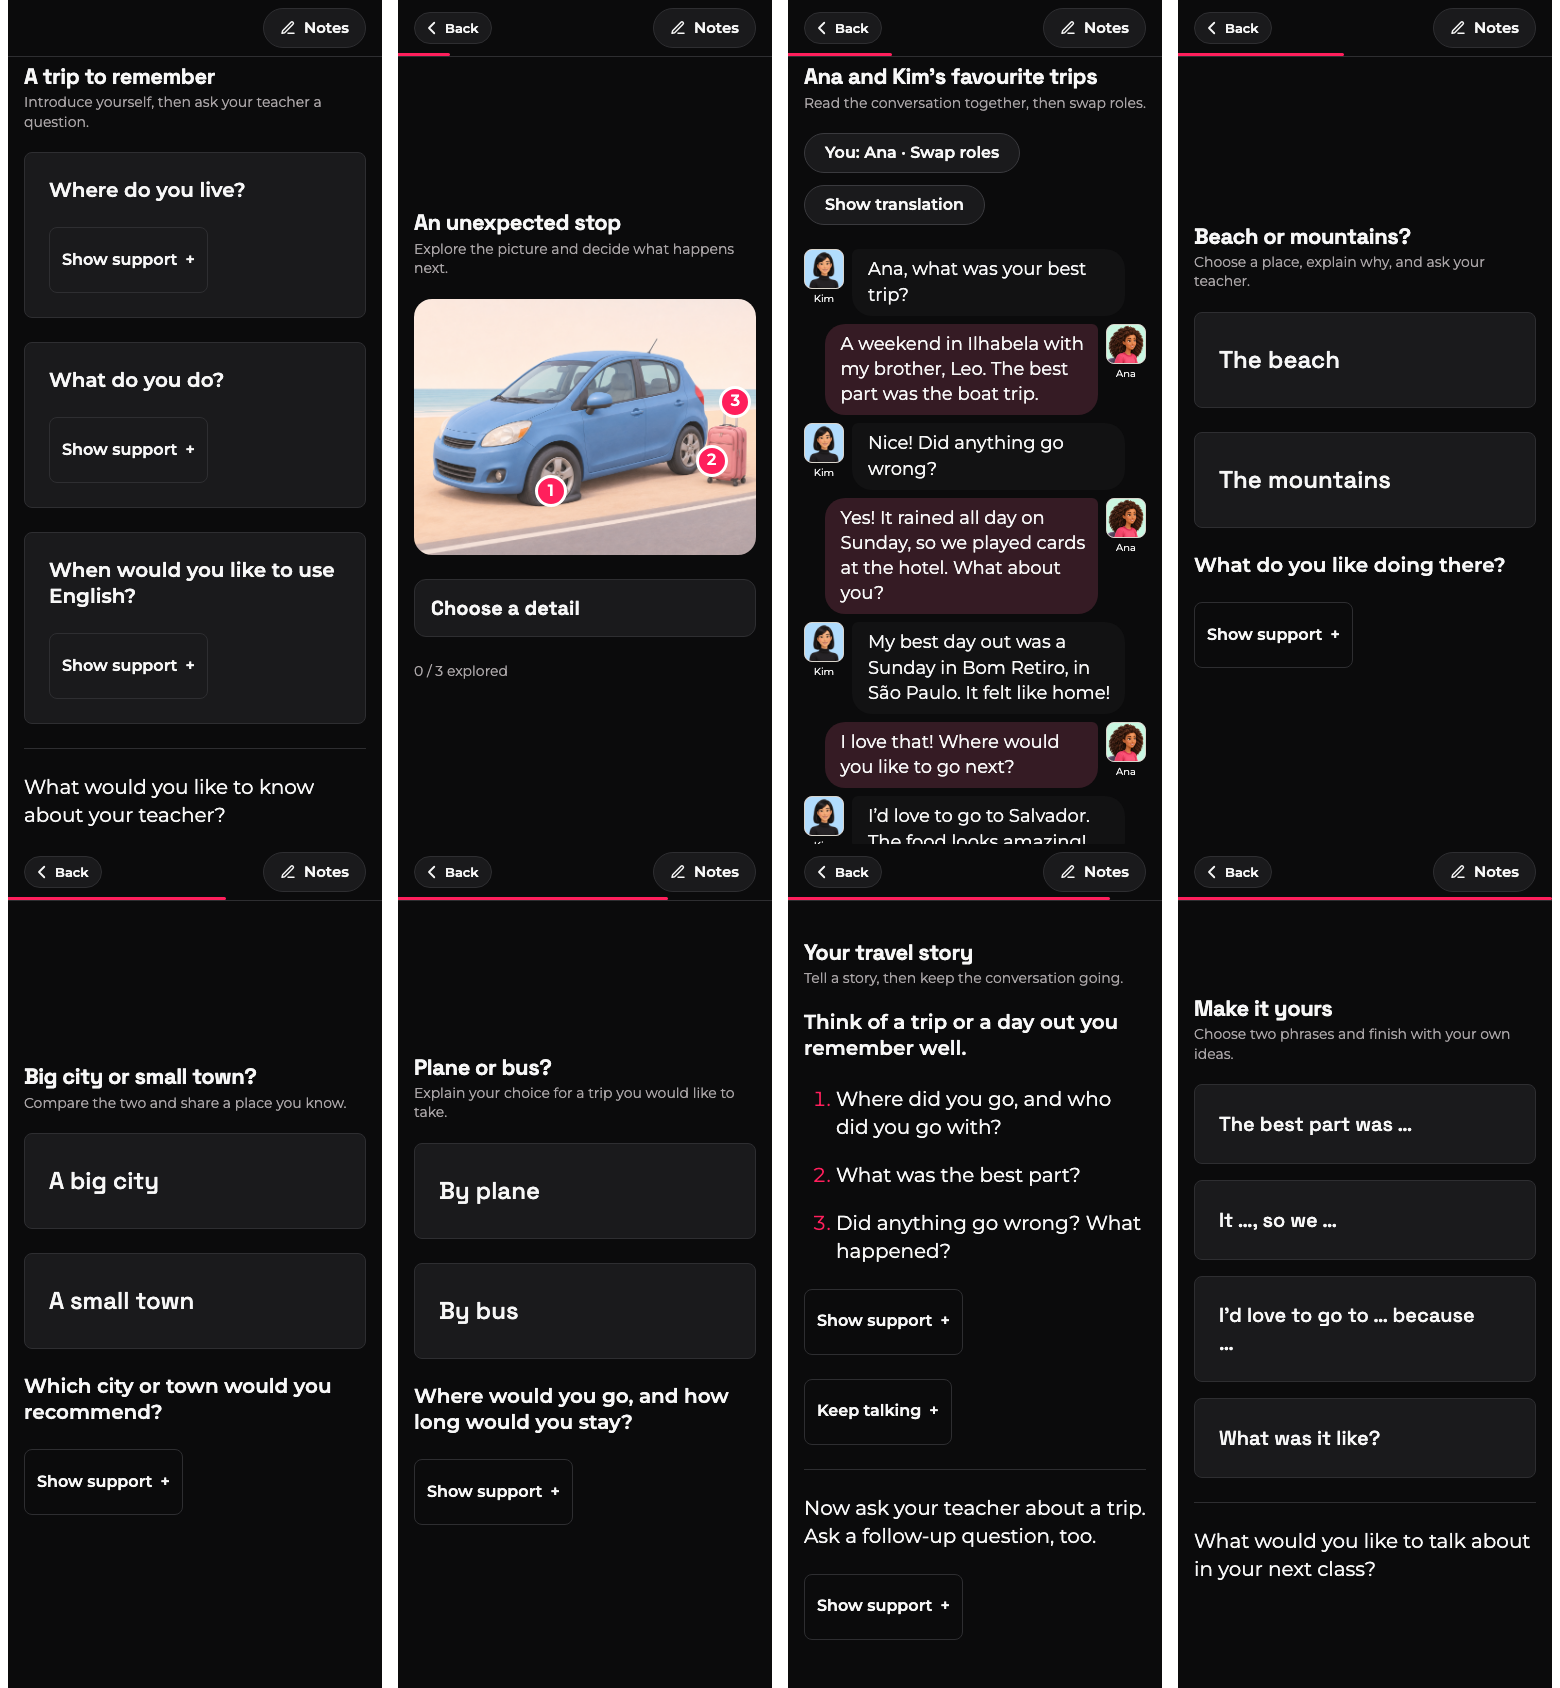 Notes
A trip to remember
Introduce yourself, then ask your teacher a
question.
Where do you live?
Show support +
What do you do?
Show support +
When would you like to use
English?
Show support +
What would you like to know
about your teacher?
Back
Notes
An unexpected stop
Explore the picture and decide what happens
next.
3
2
1
Choose a detail
0 / 3 explored
Back
Notes
Ana and Kim's favourite trips
Read the conversation together, then swap roles.
You: Ana · Swap roles
Show translation
Ana, what was your best
trip?
Kim
A weekend in Ilhabela with
my brother, Leo. The best
part was the boat trip.
Ana
Nice! Did anything go
wrong?
Kim
Yes! It rained all day on
Sunday, so we played cards
at the hotel. What about
you?
Ana
My best day out was a
Sunday in Bom Retiro, in
São Paulo. It felt like home!
Kim
I love that! Where would
you like to go next?
Ana
I'd love to go to Salvador.
The food looks amazing!
Back
Notes
Beach or mountains?
Choose a place, explain why, and ask your
teacher.
The beach
The mountains
What do you like doing there?
Show support +
Back
Notes
Big city or small town?
Compare the two and share a place you know.
A big city
A small town
Which city or town would you
recommend?
Show support +
Back
Notes
Plane or bus?
Explain your choice for a trip you would like to
take.
By plane
By bus
Where would you go, and how
long would you stay?
Show support +
Back
Notes
Your travel story
Tell a story, then keep the conversation going.
Think of a trip or a day out you
remember well.
1. Where did you go, and who
did you go with?
2. What was the best part?
3. Did anything go wrong? What
happened?
Show support +
Keep talking +
Now ask your teacher about a trip.
Ask a follow-up question, too.
Show support +
Back
Notes
Make it yours
Choose two phrases and finish with your own
ideas.
The best part was ...
It ..., so we ...
I'd love to go to ... because
...
What was it like?
What would you like to talk about
in your next class?